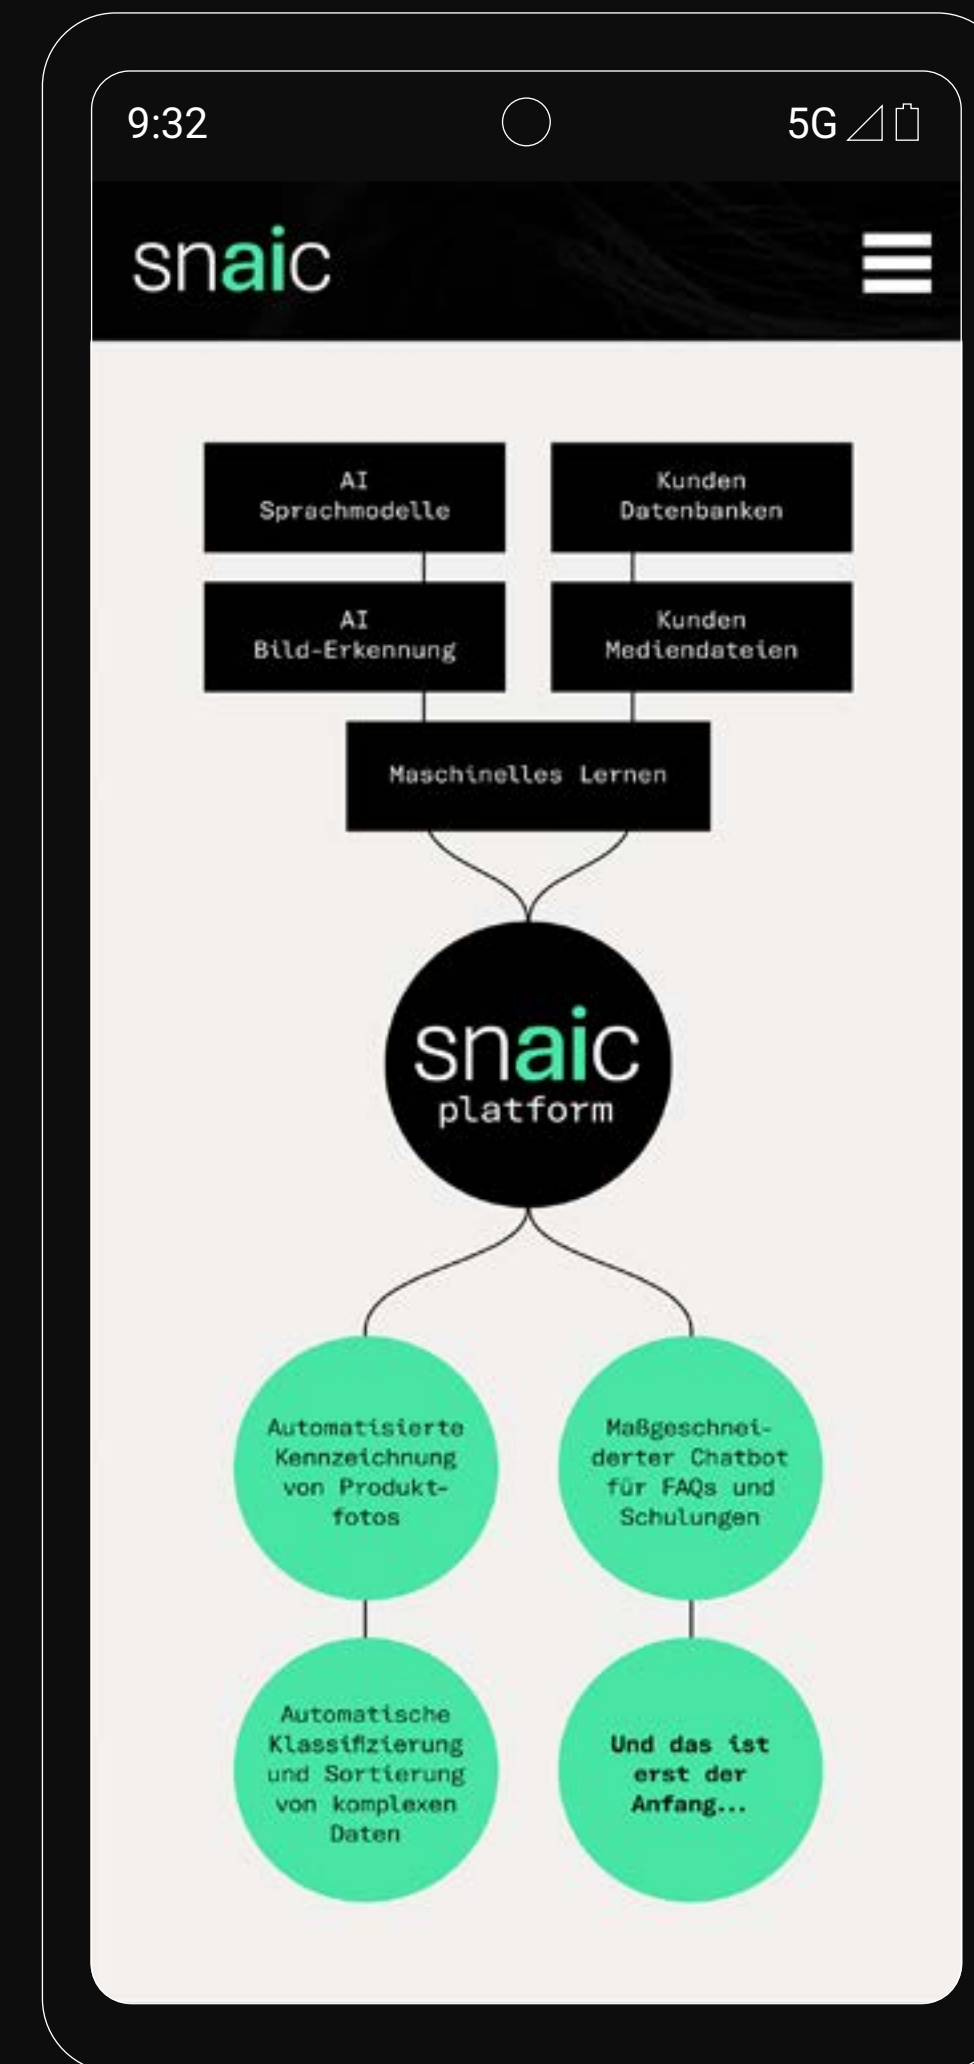 9:32
5G
snaic
AI
Sprachmodelle
Kunden
Datenbanken
AI
Bild-Erkennung
Kunden
Mediendateien
Maschinelles Lernen
snaic
platform
Automatisierte
Kennzeichnung
von Produkt-
fotos
Maßgeschnei-
derter Chatbot
für FAQs und
Schulungen
Automatische
Klassifizierung
und Sortierung
von komplexen
Daten
Und das ist
erst der
Anfang...